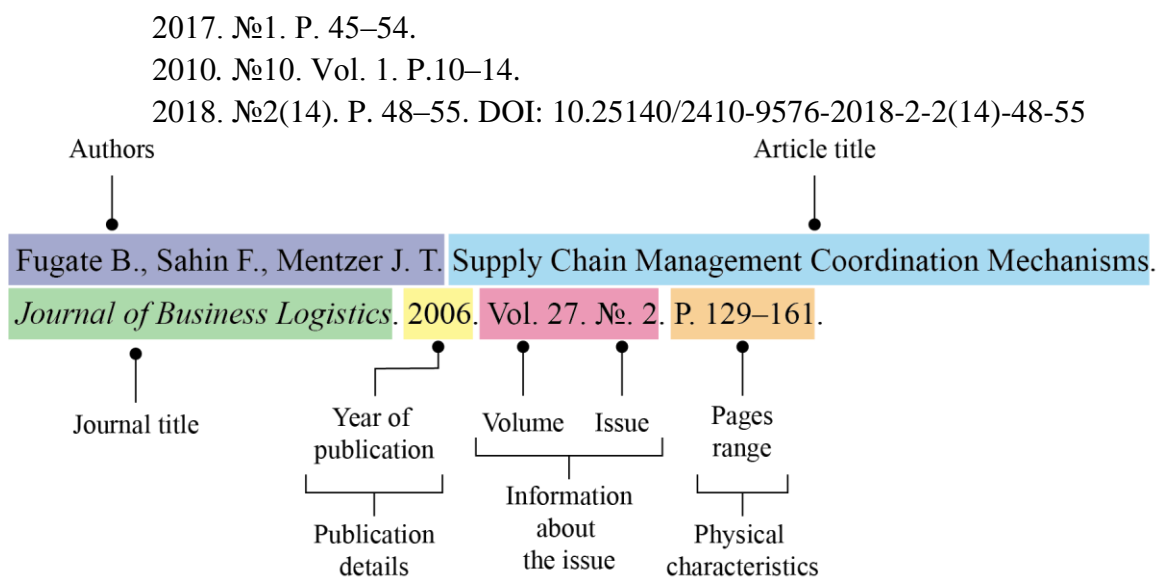 2017. №1. P. 45–54.
2010. №10. Vol. 1. P.10–14.
2018. №2(14). P. 48–55. DOI: 10.25140/2410-9576-2018-2-2(14)-48-55
Authors
Article title
Fugate B., Sahin F., Mentzer J. T. Supply Chain Management Coordination Mechanisms.
Journal of Business Logistics. 2006. Vol. 27. №. 2. P. 129–161.
Journal title
Year of
publication
Volume
Issue
Pages
range
Publication
details
Information
about
the issue
Physical
characteristics